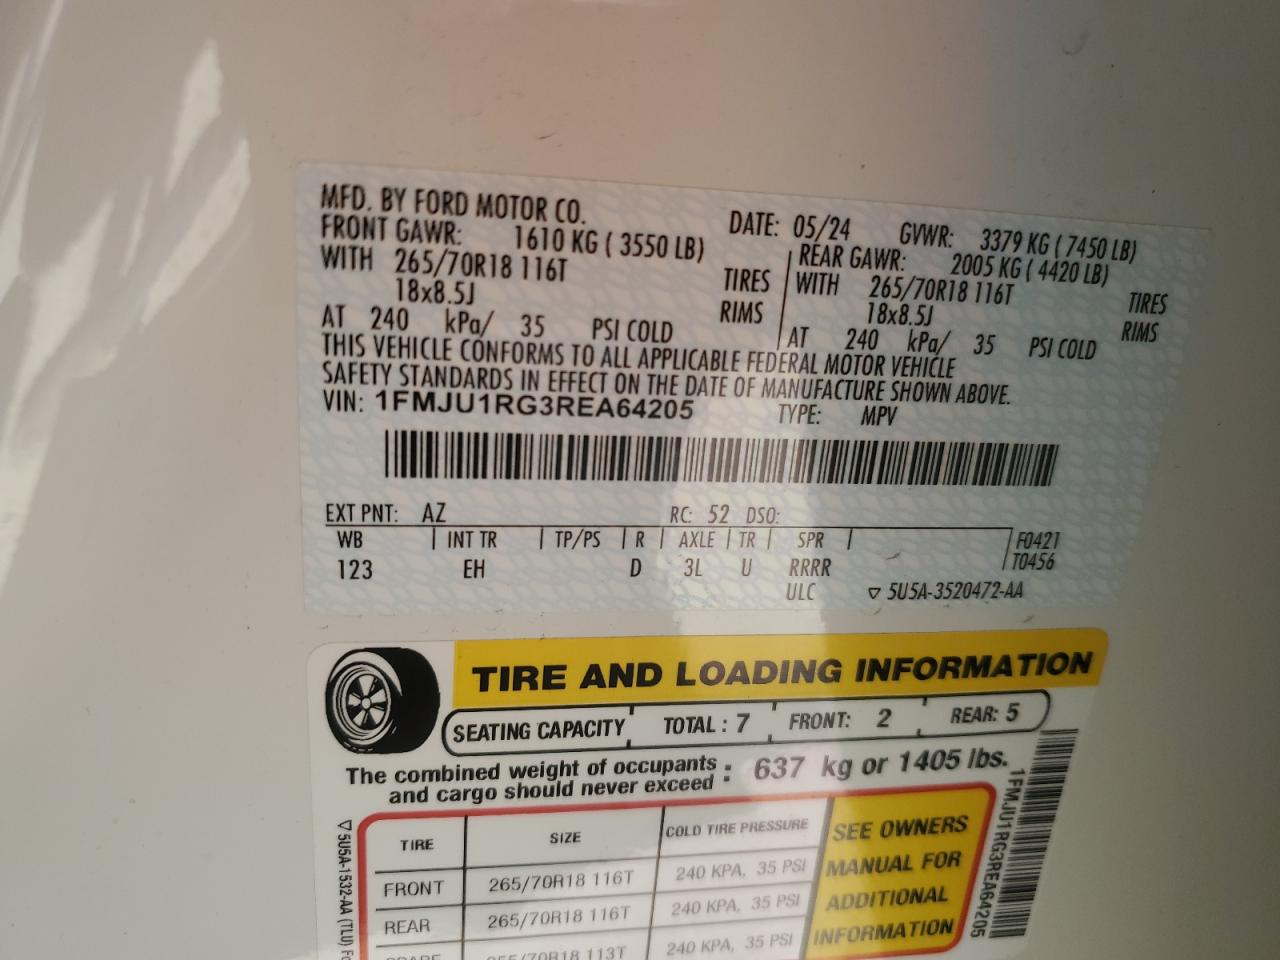 MFD. BY FORD MOTOR CO. DATE: 05/24 GVWR: 3379 KG ( 7450 LB)
FRONT GAWR: 1610 KG ( 3550 LB) REAR GAWR: 2005 KG ( 4420 LB)
WITH 265/70R18 116T TIRES WITH 265/70R18 116T TIRES
18x8.5J RIMS 18x8.5J RIMS
AT 240 kPa/ 35 PSI COLD AT 240 kPa/ 35 PSI COLD
THIS VEHICLE CONFORMS TO ALL APPLICABLE FEDERAL MOTOR VEHICLE
SAFETY STANDARDS IN EFFECT ON THE DATE OF MANUFACTURE SHOWN ABOVE.
VIN: 1FMJU1RG3REA64205 TYPE: MPV
EXT PNT: AZ RC: 52 DSO:
WB | INT TR | TP/PS | R | AXLE | TR | SPR | F0421
123 EH D 3L U RRRR T0456
ULC ▽ 5U5A-3520472-AA
TIRE AND LOADING INFORMATION
SEATING CAPACITY TOTAL : 7 FRONT: 2 REAR: 5
The combined weight of occupants
and cargo should never exceed : 637 kg or 1405 lbs.
TIRE SIZE COLD TIRE PRESSURE
FRONT 265/70R18 116T 240 KPA, 35 PSI
REAR 265/70R18 116T 240 KPA, 35 PSI
SPARE 255/70R18 113T 240 KPA, 35 PSI
SEE OWNERS
MANUAL FOR
ADDITIONAL
INFORMATION
1FMJU1RG3REA64205
▽ 5U5A-1532-AA (TLU)